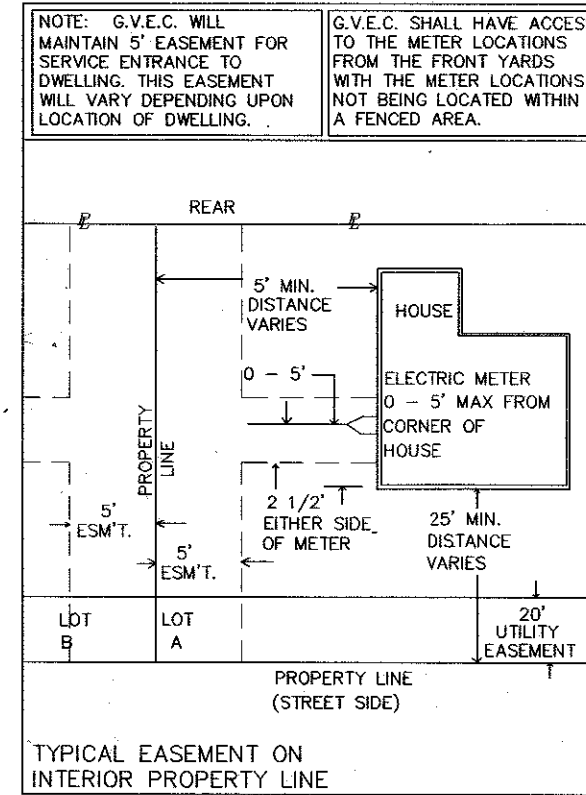 NOTE: G.V.E.C. WILL
MAINTAIN 5' EASEMENT FOR
SERVICE ENTRANCE TO
DWELLING. THIS EASEMENT
WILL VARY DEPENDING UPON
LOCATION OF DWELLING.
G.V.E.C. SHALL HAVE ACCES
TO THE METER LOCATIONS
FROM THE FRONT YARDS
WITH THE METER LOCATIONS
NOT BEING LOCATED WITHIN
A FENCED AREA.
REAR
PL
PL
5' MIN.
DISTANCE
VARIES
HOUSE
0 - 5'
ELECTRIC METER
0 - 5' MAX FROM
CORNER OF
HOUSE
PROPERTY
LINE
5'
ESM'T.
5'
ESM'T.
2 1/2'
EITHER SIDE
OF METER
25' MIN.
DISTANCE
VARIES
LOT
B
LOT
A
20'
UTILITY
EASEMENT
PROPERTY LINE
(STREET SIDE)
TYPICAL EASEMENT ON
INTERIOR PROPERTY LINE